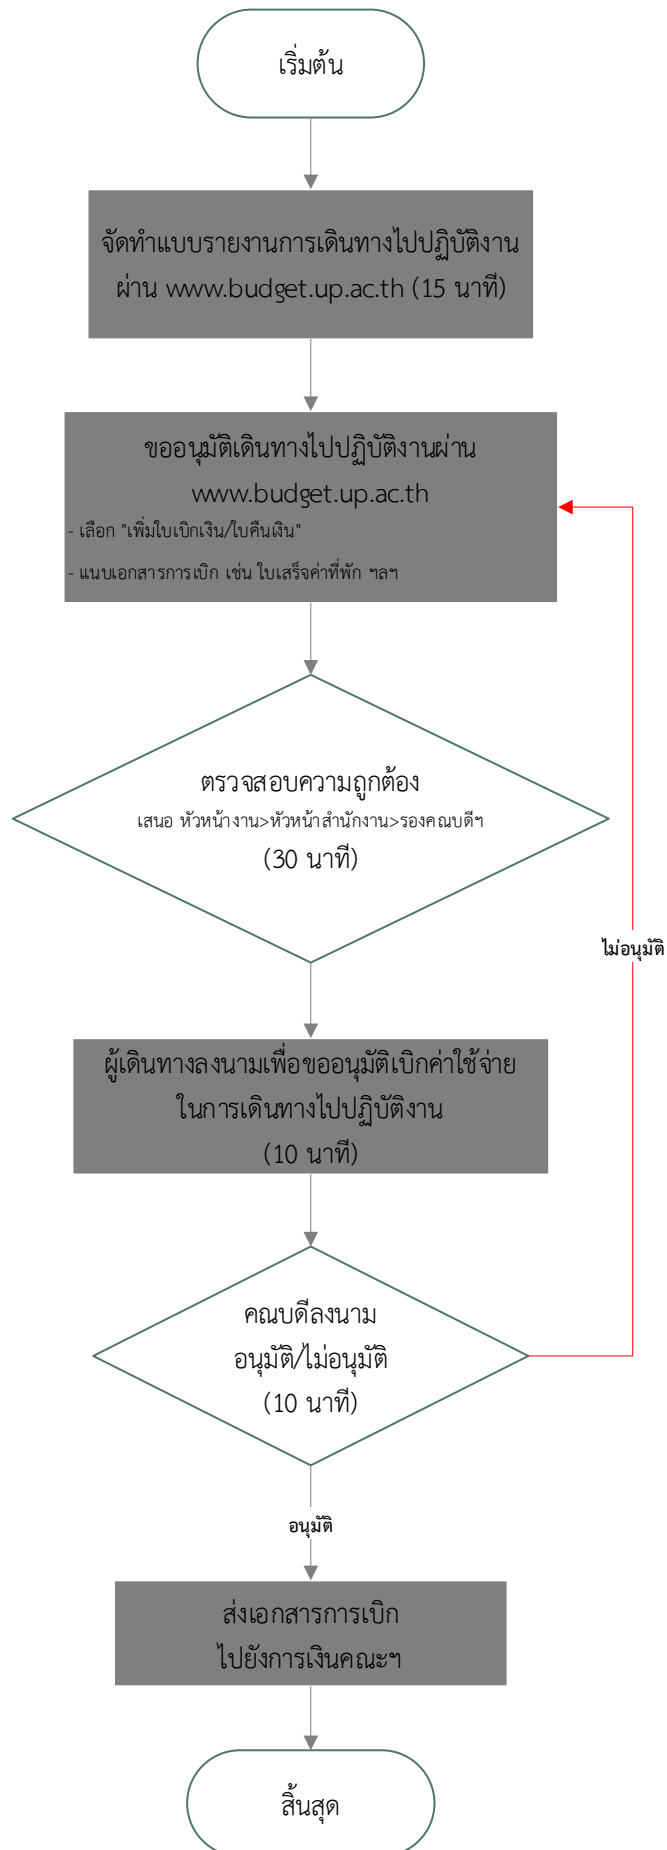 เริ่มต้น
จัดทำแบบรายงานการเดินทางไปปฏิบัติงาน
ผ่าน www.budget.up.ac.th (15 นาที)
ขออนุมัติเดินทางไปปฏิบัติงานผ่าน
www.budget.up.ac.th
- เลือก "เพิ่มใบเบิกเงิน/ใบคืนเงิน"
- แนบเอกสารการเบิก เช่น ใบเสร็จค่าที่พัก ฯลฯ
ตรวจสอบความถูกต้อง
เสนอ หัวหน้างาน>หัวหน้าสำนักงาน>รองคณบดีฯ
(30 นาที)
ไม่อนุมัติ
ผู้เดินทางลงนามเพื่อขออนุมัติเบิกค่าใช้จ่าย
ในการเดินทางไปปฏิบัติงาน
(10 นาที)
คณบดีลงนาม
อนุมัติ/ไม่อนุมัติ
(10 นาที)
อนุมัติ
ส่งเอกสารการเบิก
ไปยังการเงินคณะฯ
สิ้นสุด